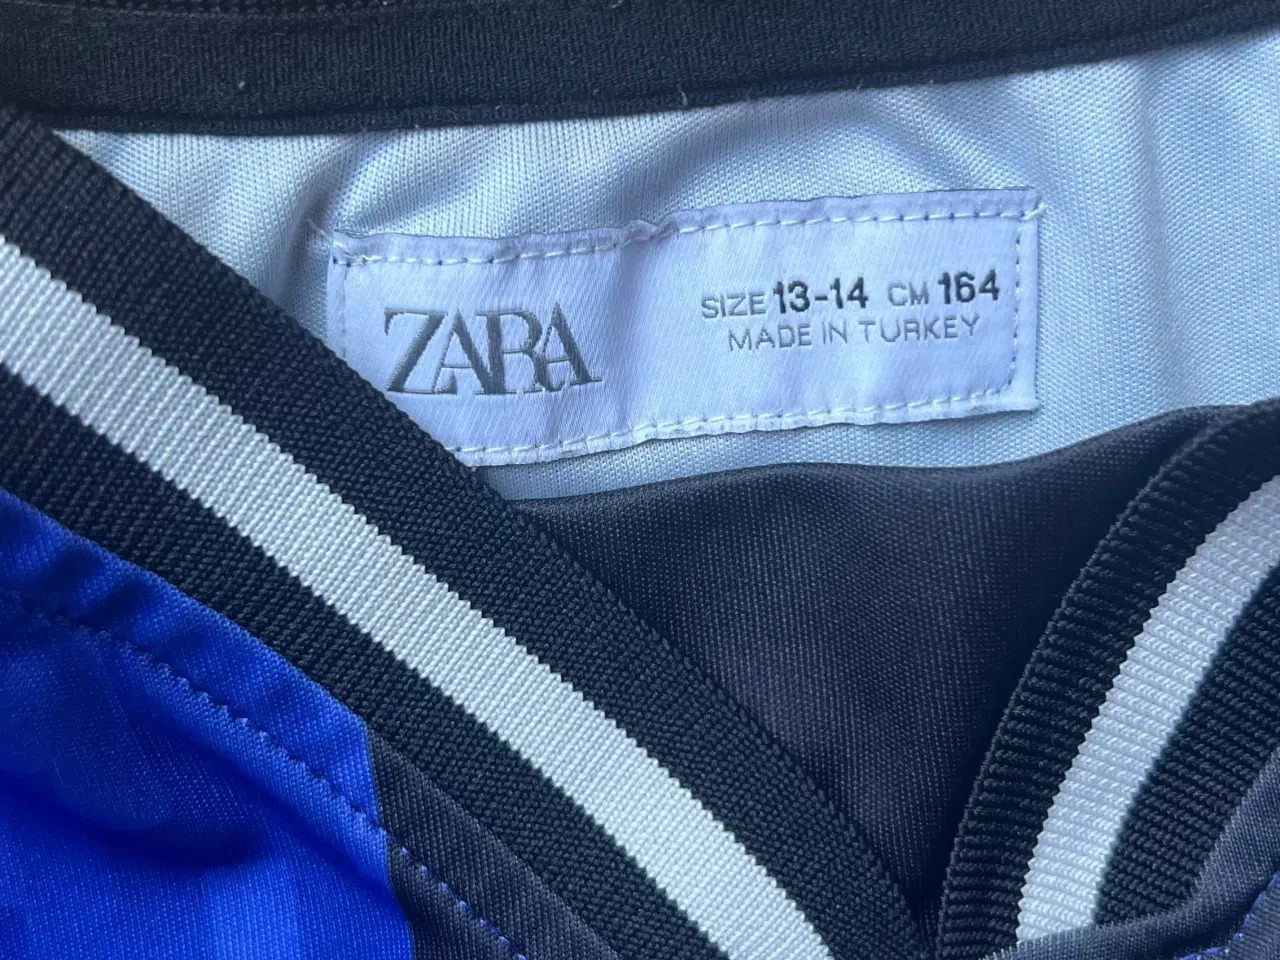 ZARA
SIZE 13-14 CM 164
MADE IN TURKEY